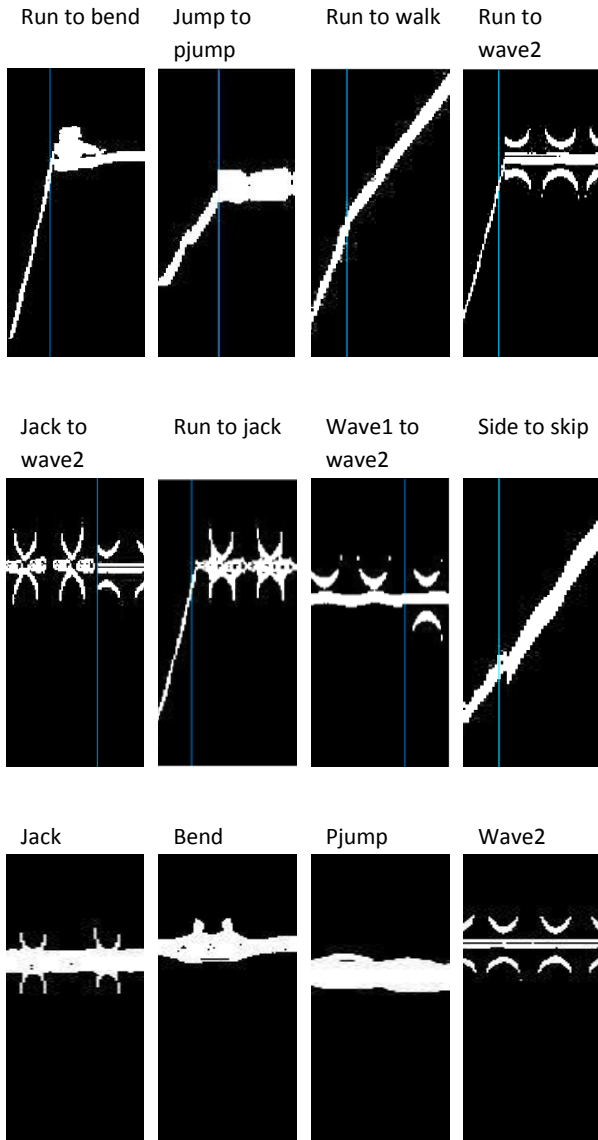 Run to bend
Jump to
pjump
Run to walk
Run to
wave2
Jack to
wave2
Run to jack
Wave1 to
wave2
Side to skip
Jack
Bend
Pjump
Wave2